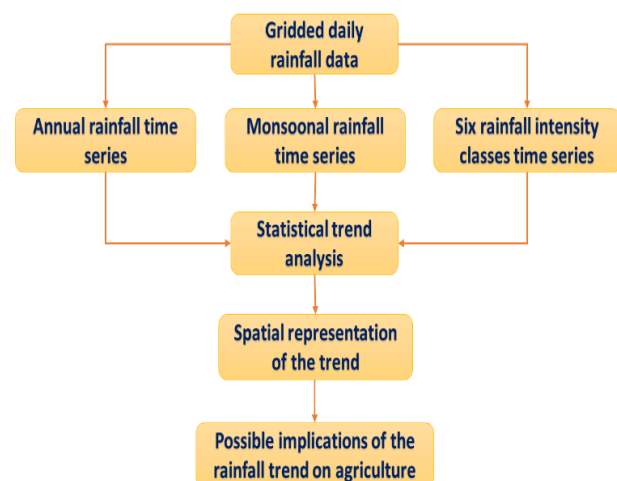 Gridded daily
rainfall data
Annual rainfall time
series
Monsoonal rainfall
time series
Six rainfall intensity
classes time series
Statistical trend
analysis
Spatial representation
of the trend
Possible implications of the
rainfall trend on agriculture